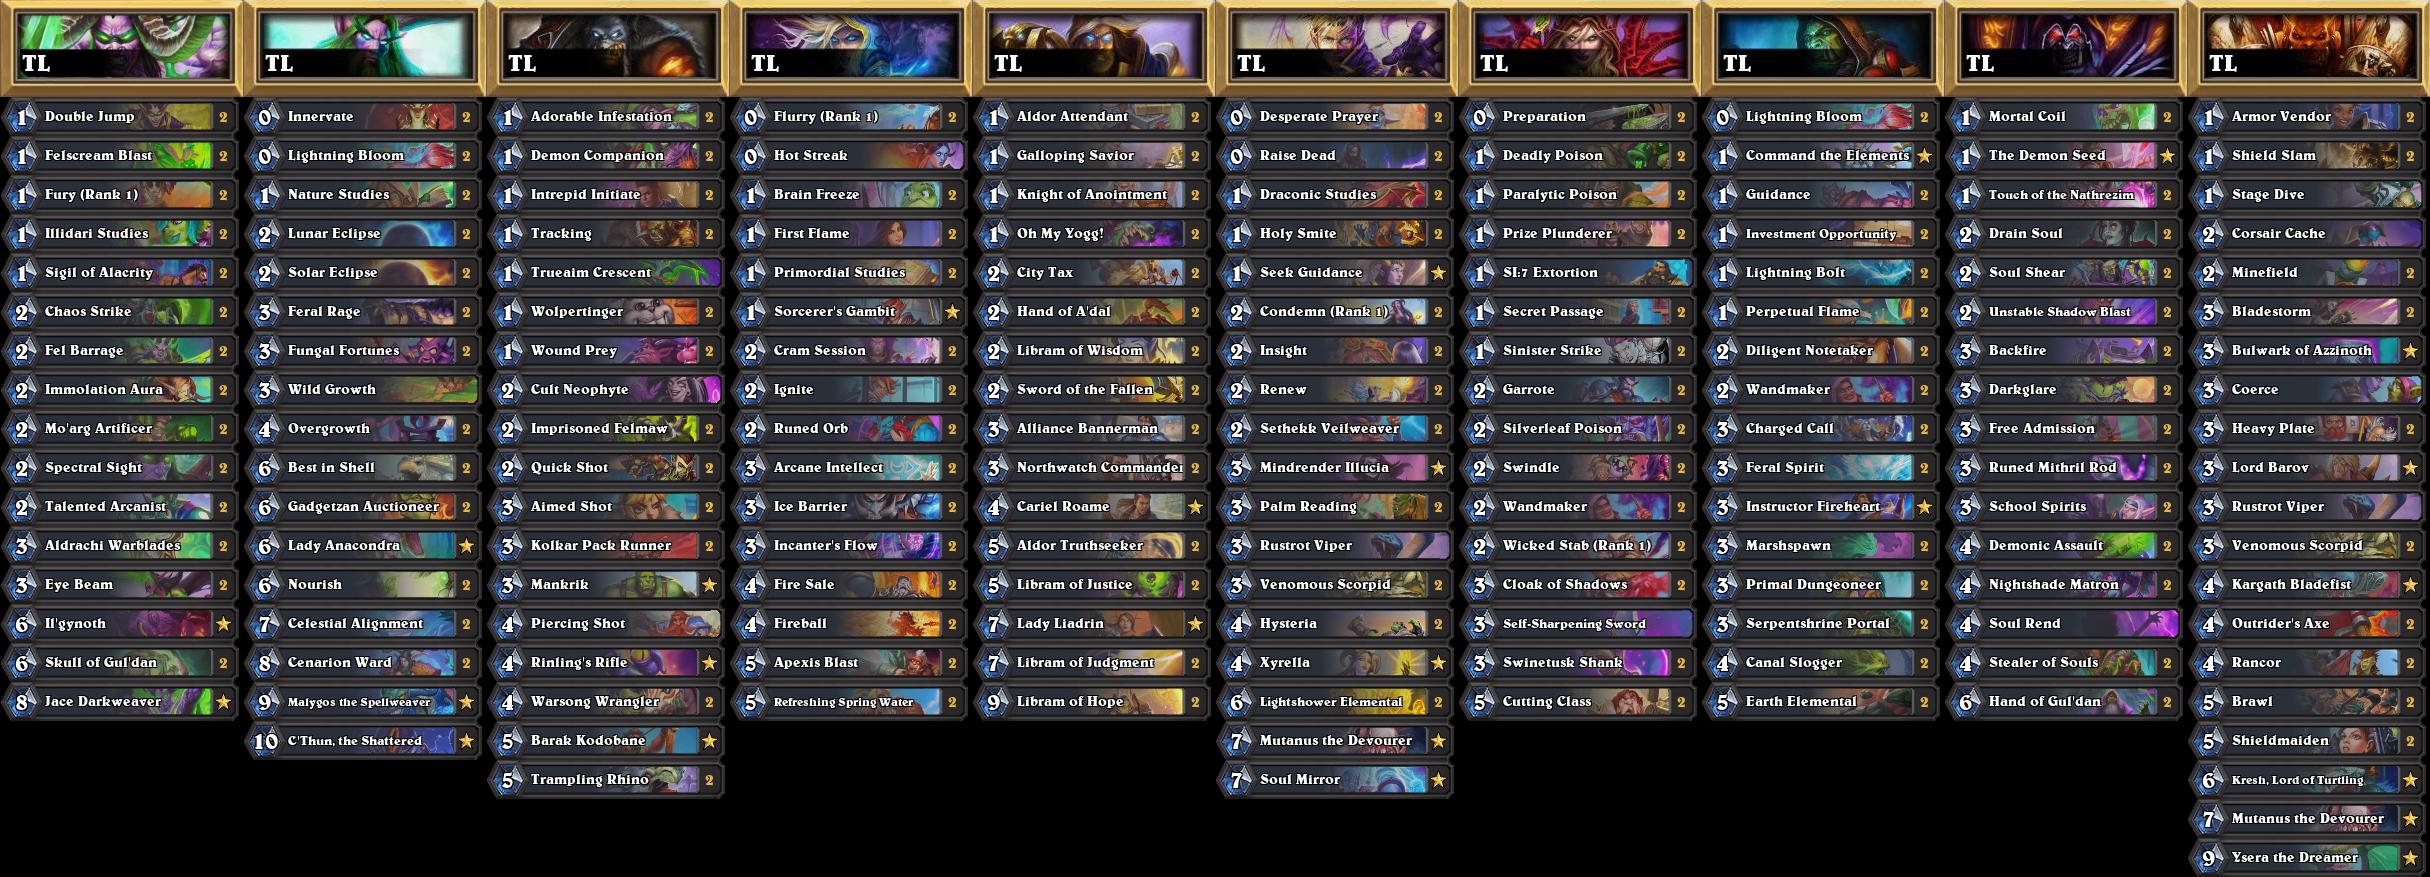 TL
1 Double Jump 2
1 Felscream Blast 2
1 Fury (Rank 1) 2
1 Illidari Studies 2
1 Sigil of Alacrity 2
2 Chaos Strike 2
2 Fel Barrage 2
2 Immolation Aura 2
2 Mo'arg Artificer 2
2 Spectral Sight 2
2 Talented Arcanist 2
3 Aldrachi Warblades 2
3 Eye Beam 2
6 Il'gynoth
6 Skull of Gul'dan 2
8 Jace Darkweaver
TL
0 Innervate 2
0 Lightning Bloom 2
1 Nature Studies 2
2 Lunar Eclipse 2
2 Solar Eclipse 2
3 Feral Rage 2
3 Fungal Fortunes 2
3 Wild Growth
4 Overgrowth 2
6 Best in Shell 2
6 Gadgetzan Auctioneer 2
6 Lady Anacondra
6 Nourish 2
7 Celestial Alignment 2
8 Cenarion Ward 2
9 Malygos the Spellweaver
10 C'Thun, the Shattered
TL
1 Adorable Infestation 2
1 Demon Companion 2
1 Intrepid Initiate 2
1 Tracking 2
1 Trueaim Crescent
1 Wolpertinger 2
1 Wound Prey 2
2 Cult Neophyte
2 Imprisoned Felmaw 2
2 Quick Shot 2
3 Aimed Shot 2
3 Kolkar Pack Runner 2
3 Mankrik
4 Piercing Shot
4 Rinling's Rifle
4 Warsong Wrangler 2
5 Barak Kodobane
5 Trampling Rhino 2
TL
0 Flurry (Rank 1) 2
0 Hot Streak
1 Brain Freeze 2
1 First Flame 2
1 Primordial Studies 2
1 Sorcerer's Gambit
2 Cram Session 2
2 Ignite 2
2 Runed Orb 2
3 Arcane Intellect 2
3 Ice Barrier 2
3 Incanter's Flow 2
4 Fire Sale 2
4 Fireball 2
5 Apexis Blast 2
5 Refreshing Spring Water 2
TL
1 Aldor Attendant 2
1 Galloping Savior 2
1 Knight of Anointment 2
1 Oh My Yogg! 2
2 City Tax 2
2 Hand of A'dal 2
2 Libram of Wisdom 2
2 Sword of the Fallen 2
3 Alliance Bannerman 2
3 Northwatch Commander 2
4 Cariel Roame
5 Aldor Truthseeker 2
5 Libram of Justice 2
7 Lady Liadrin
7 Libram of Judgment 2
9 Libram of Hope 2
TL
0 Desperate Prayer 2
0 Raise Dead 2
1 Draconic Studies 2
1 Holy Smite 2
1 Seek Guidance
2 Condemn (Rank 1) 2
2 Insight 2
2 Renew 2
2 Sethekk Veilweaver 2
3 Mindrender Illucia
3 Palm Reading 2
3 Rustrot Viper
3 Venomous Scorpid 2
4 Hysteria 2
4 Xyrella
6 Lightshower Elemental 2
7 Mutanus the Devourer
7 Soul Mirror
TL
0 Preparation 2
1 Deadly Poison 2
1 Paralytic Poison 2
1 Prize Plunderer 2
1 SI:7 Extortion
1 Secret Passage 2
1 Sinister Strike 2
2 Garrote 2
2 Silverleaf Poison 2
2 Swindle 2
2 Wandmaker 2
2 Wicked Stab (Rank 1) 2
3 Cloak of Shadows 2
3 Self-Sharpening Sword
3 Swinetusk Shank 2
5 Cutting Class 2
TL
0 Lightning Bloom 2
1 Command the Elements
1 Guidance 2
1 Investment Opportunity 2
1 Lightning Bolt 2
1 Perpetual Flame 2
2 Diligent Notetaker 2
2 Wandmaker 2
3 Charged Call 2
3 Feral Spirit 2
3 Instructor Fireheart
3 Marshspawn 2
3 Primal Dungeoneer 2
3 Serpentshrine Portal 2
4 Canal Slogger 2
5 Earth Elemental 2
TL
1 Mortal Coil 2
1 The Demon Seed
1 Touch of the Nathrezim 2
2 Drain Soul 2
2 Soul Shear 2
2 Unstable Shadow Blast 2
3 Backfire 2
3 Darkglare 2
3 Free Admission 2
3 Runed Mithril Rod 2
3 School Spirits 2
4 Demonic Assault 2
4 Nightshade Matron 2
4 Soul Rend
4 Stealer of Souls 2
6 Hand of Gul'dan 2
TL
1 Armor Vendor 2
1 Shield Slam 2
1 Stage Dive
2 Corsair Cache
2 Minefield 2
3 Bladestorm 2
3 Bulwark of Azzinoth
3 Coerce 2
3 Heavy Plate 2
3 Lord Barov
3 Rustrot Viper
3 Venomous Scorpid 2
4 Kargath Bladefist
4 Outrider's Axe 2
4 Rancor 2
5 Brawl 2
5 Shieldmaiden 2
6 Kresh, Lord of Turtling
7 Mutanus the Devourer
9 Ysera the Dreamer